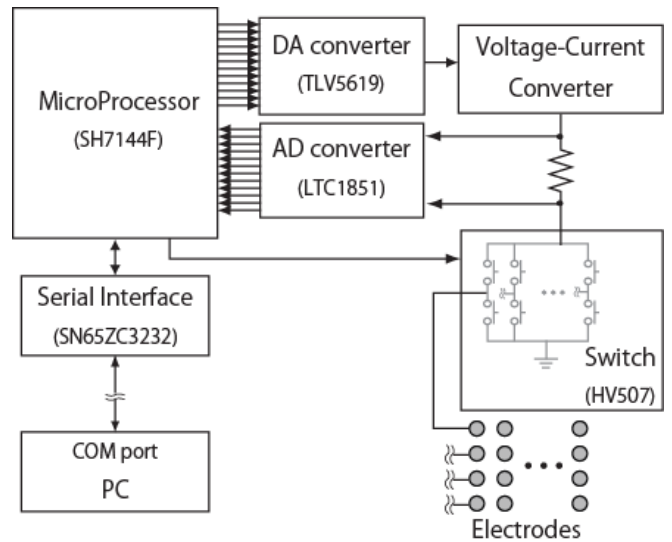 MicroProcessor
(SH7144F)
DA converter
(TLV5619)
Voltage-Current
Converter
AD converter
(LTC1851)
Serial Interface
(SN65ZC3232)
Switch
(HV507)
COM port
PC
Electrodes